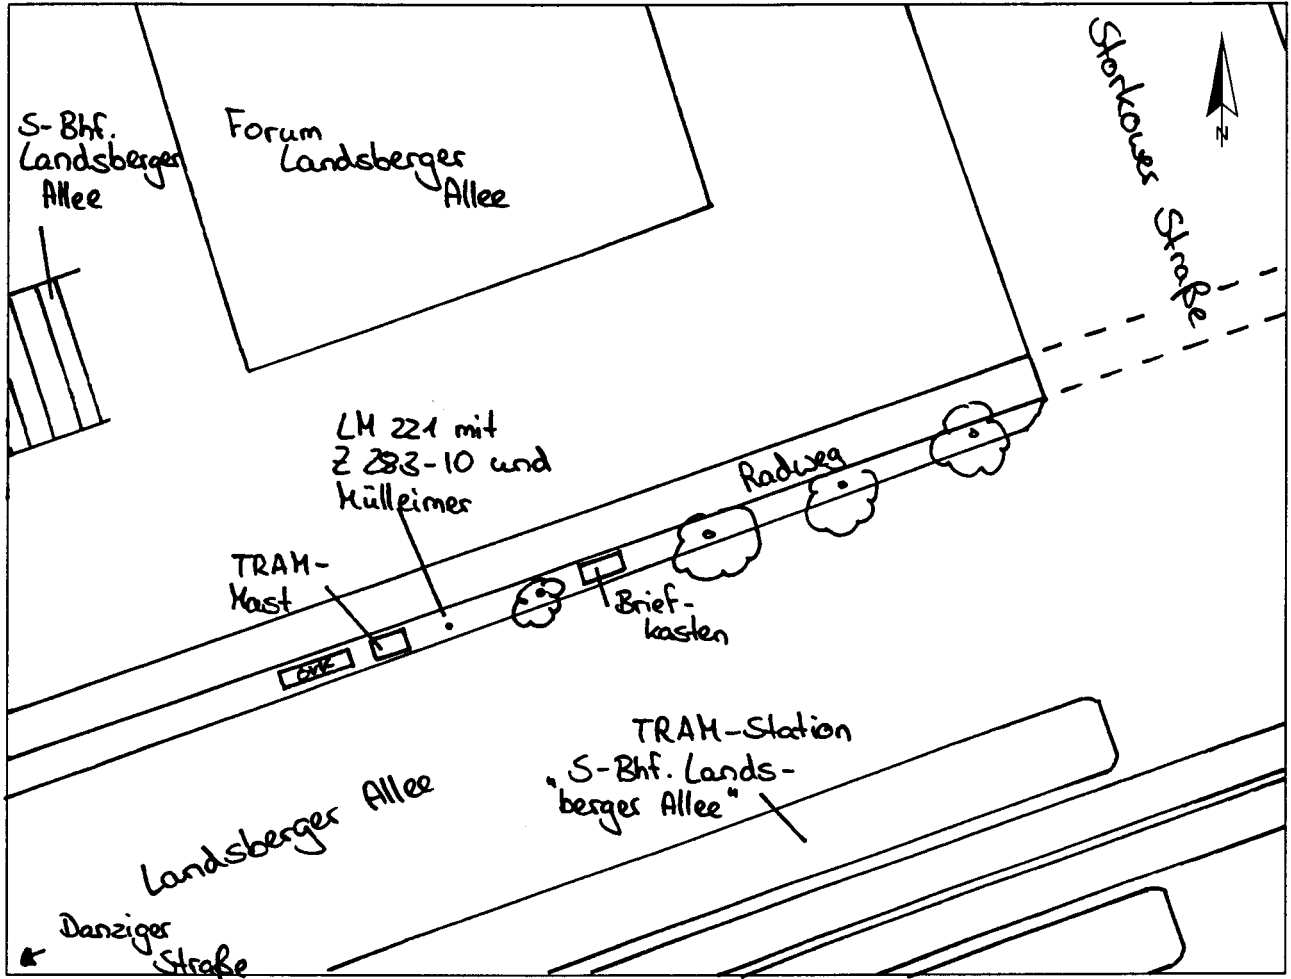 Storkower Straße
N
S-Bhf.
Landsberger
Allee
Forum
Landsberger
Allee
LM 221 mit
Z 283-10 und
Mülleimer
Radweg
TRAM-
Mast
Brief-
kasten
TRAM-Station
"S-Bhf. Lands-
berger Allee"
Landsberger Allee
Danziger
Straße